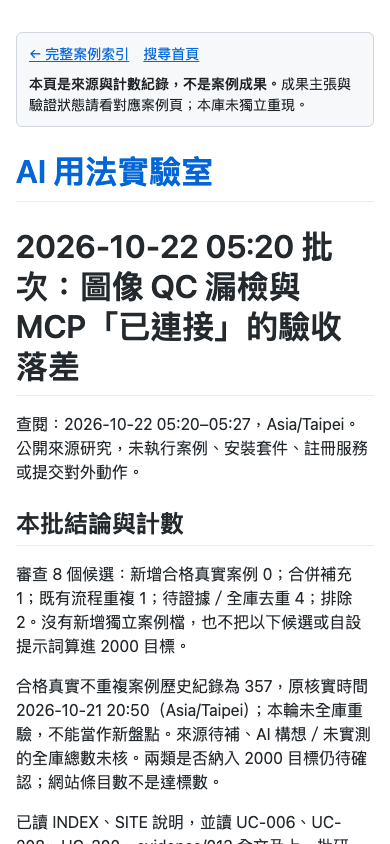 ← 完整案例索引 搜尋首頁
本頁是來源與計數紀錄，不是案例成果。成果主張與
驗證狀態請看對應案例頁；本庫未獨立重現。
AI 用法實驗室
2026-10-22 05:20 批
次：圖像 QC 漏檢與
MCP「已連接」的驗收
落差
查閱：2026-10-22 05:20–05:27，Asia/Taipei。
公開來源研究，未執行案例、安裝套件、註冊服務
或提交對外動作。
本批結論與計數
審查 8 個候選：新增合格真實案例 0；合併補充
1；既有流程重複 1；待證據／全庫去重 4；排除
2。沒有新增獨立案例檔，也不把以下候選或自設
提示詞算進 2000 目標。
合格真實不重複案例歷史紀錄為 357，原核實時間
2026-10-21 20:50（Asia/Taipei）；本輪未全庫重
驗，不能當作新盤點。來源待補、AI 構想／未實測
的全庫總數未核。兩類是否納入 2000 目標仍待確
認；網站條目數不是達標數。
已讀 INDEX、SITE 說明，並讀 UC-006、UC-